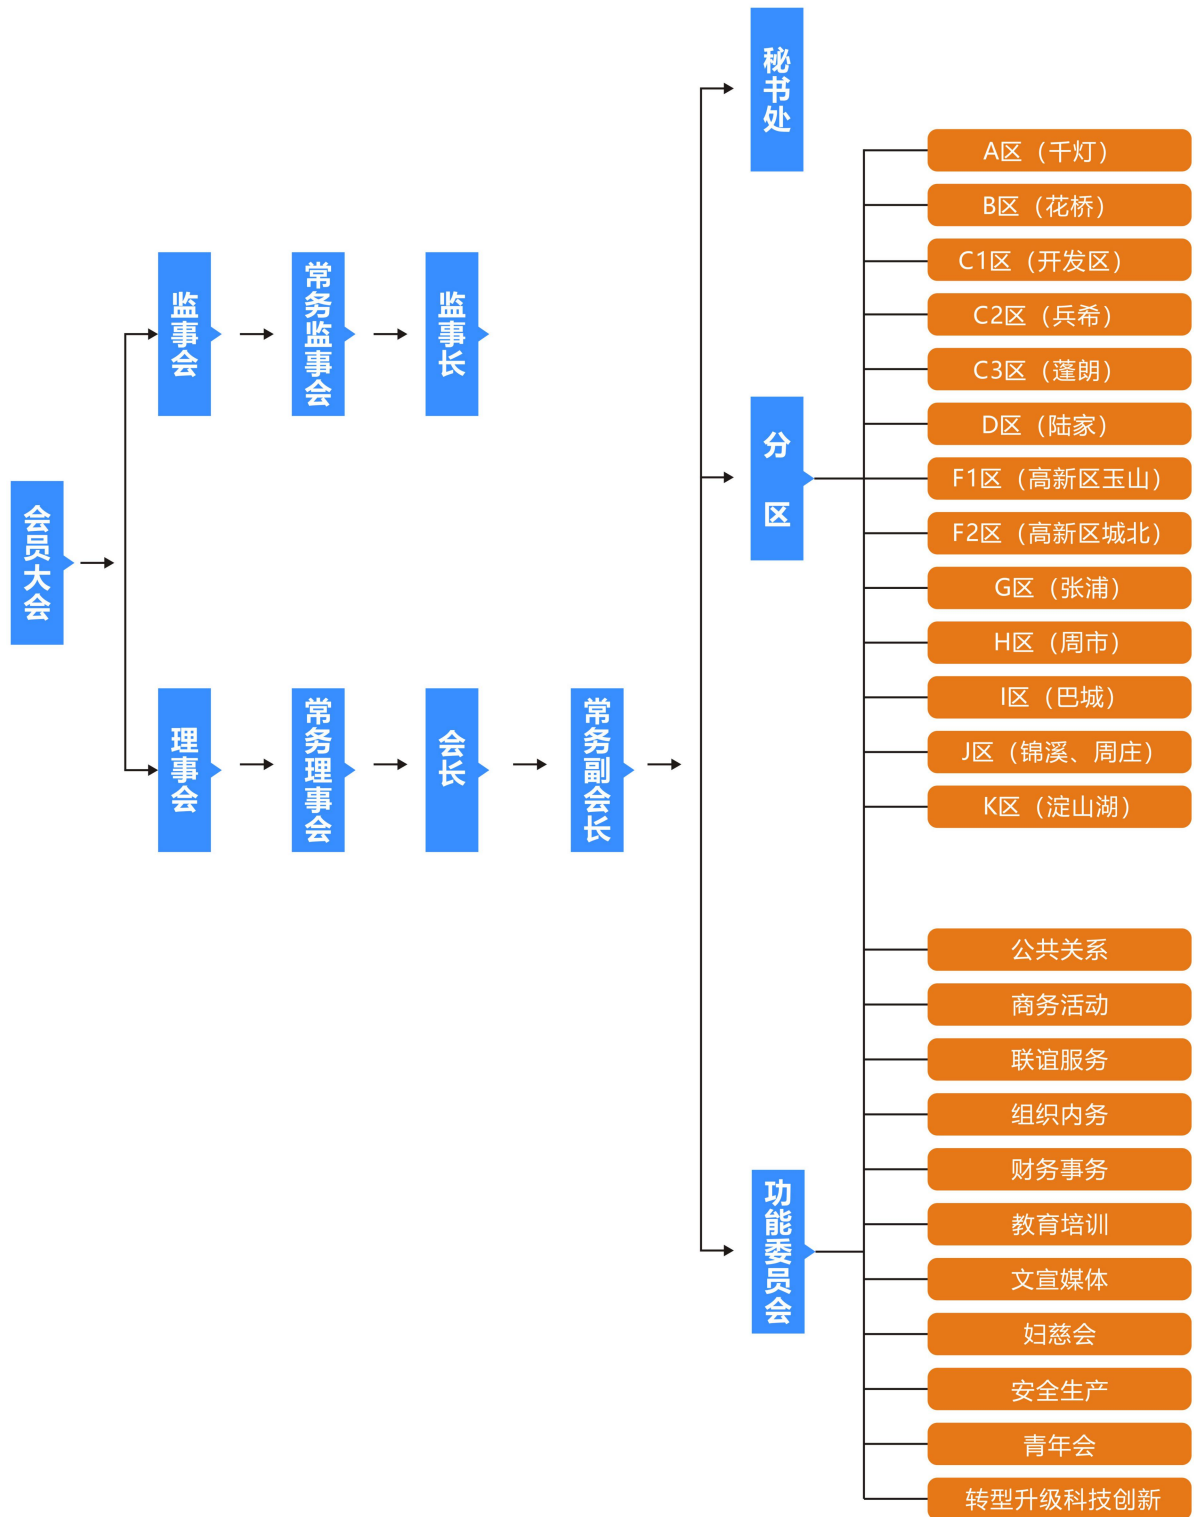 会员大会
监事会
常务监事会
监事长
理事会
常务理事会
会长
常务副会长
秘书处
分区
A区（千灯）
B区（花桥）
C1区（开发区）
C2区（兵希）
C3区（蓬朗）
D区（陆家）
F1区（高新区玉山）
F2区（高新区城北）
G区（张浦）
H区（周市）
I区（巴城）
J区（锦溪、周庄）
K区（淀山湖）
功能委员会
公共关系
商务活动
联谊服务
组织内务
财务事务
教育培训
文宣媒体
妇慈会
安全生产
青年会
转型升级科技创新